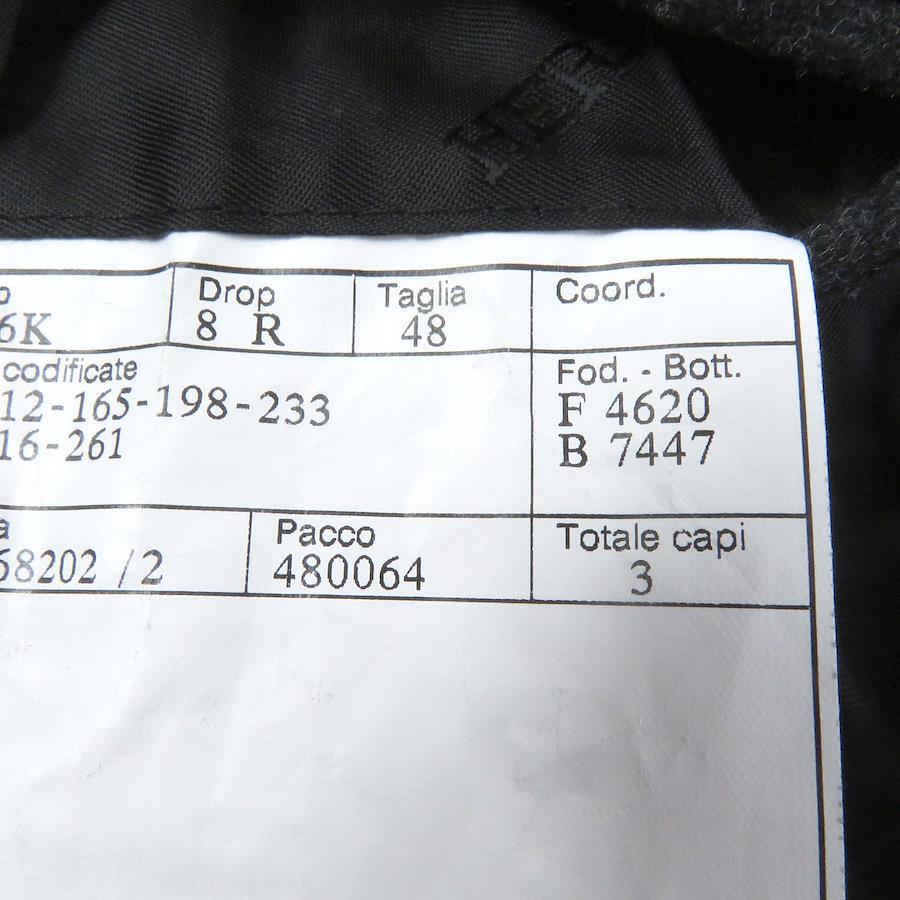 Drop Taglia Coord.
6K 8 R 48
codificate Fod. - Bott.
12-165-198-233 F 4620
16-261 B 7447
a Pacco Totale capi
58202 /2 480064 3